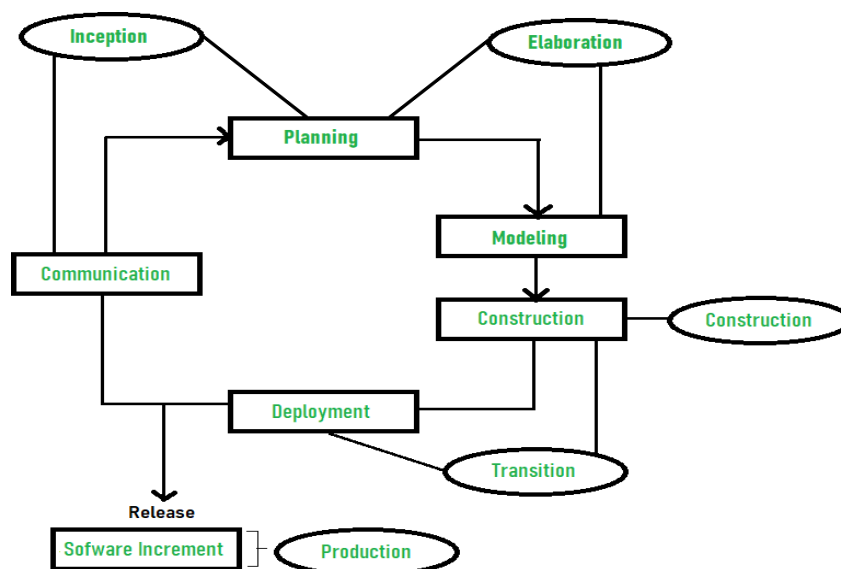 Inception
Elaboration
Planning
Modeling
Communication
Construction
Construction
Deployment
Transition
Release
Sofware Increment
Production